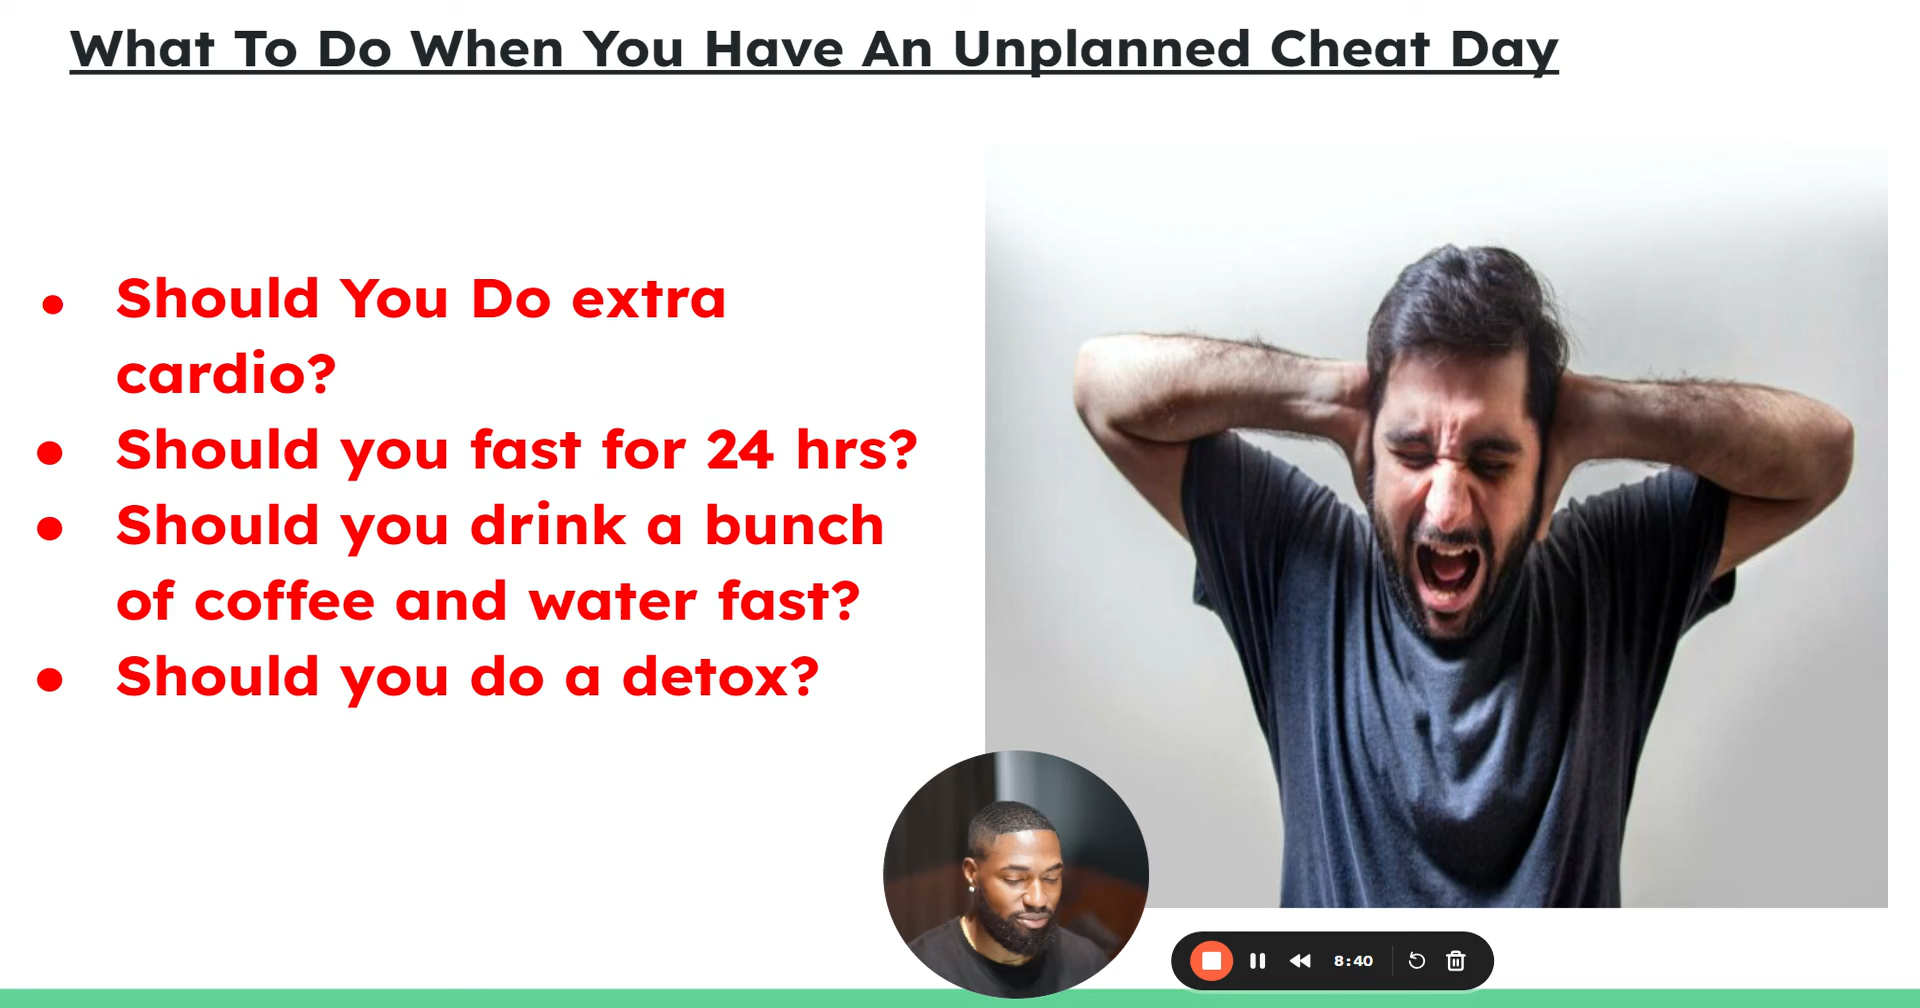 What To Do When You Have An Unplanned Cheat Day
Should You Do extra
cardio?
Should you fast for 24 hrs?
Should you drink a bunch
of coffee and water fast?
Should you do a detox?
8:40